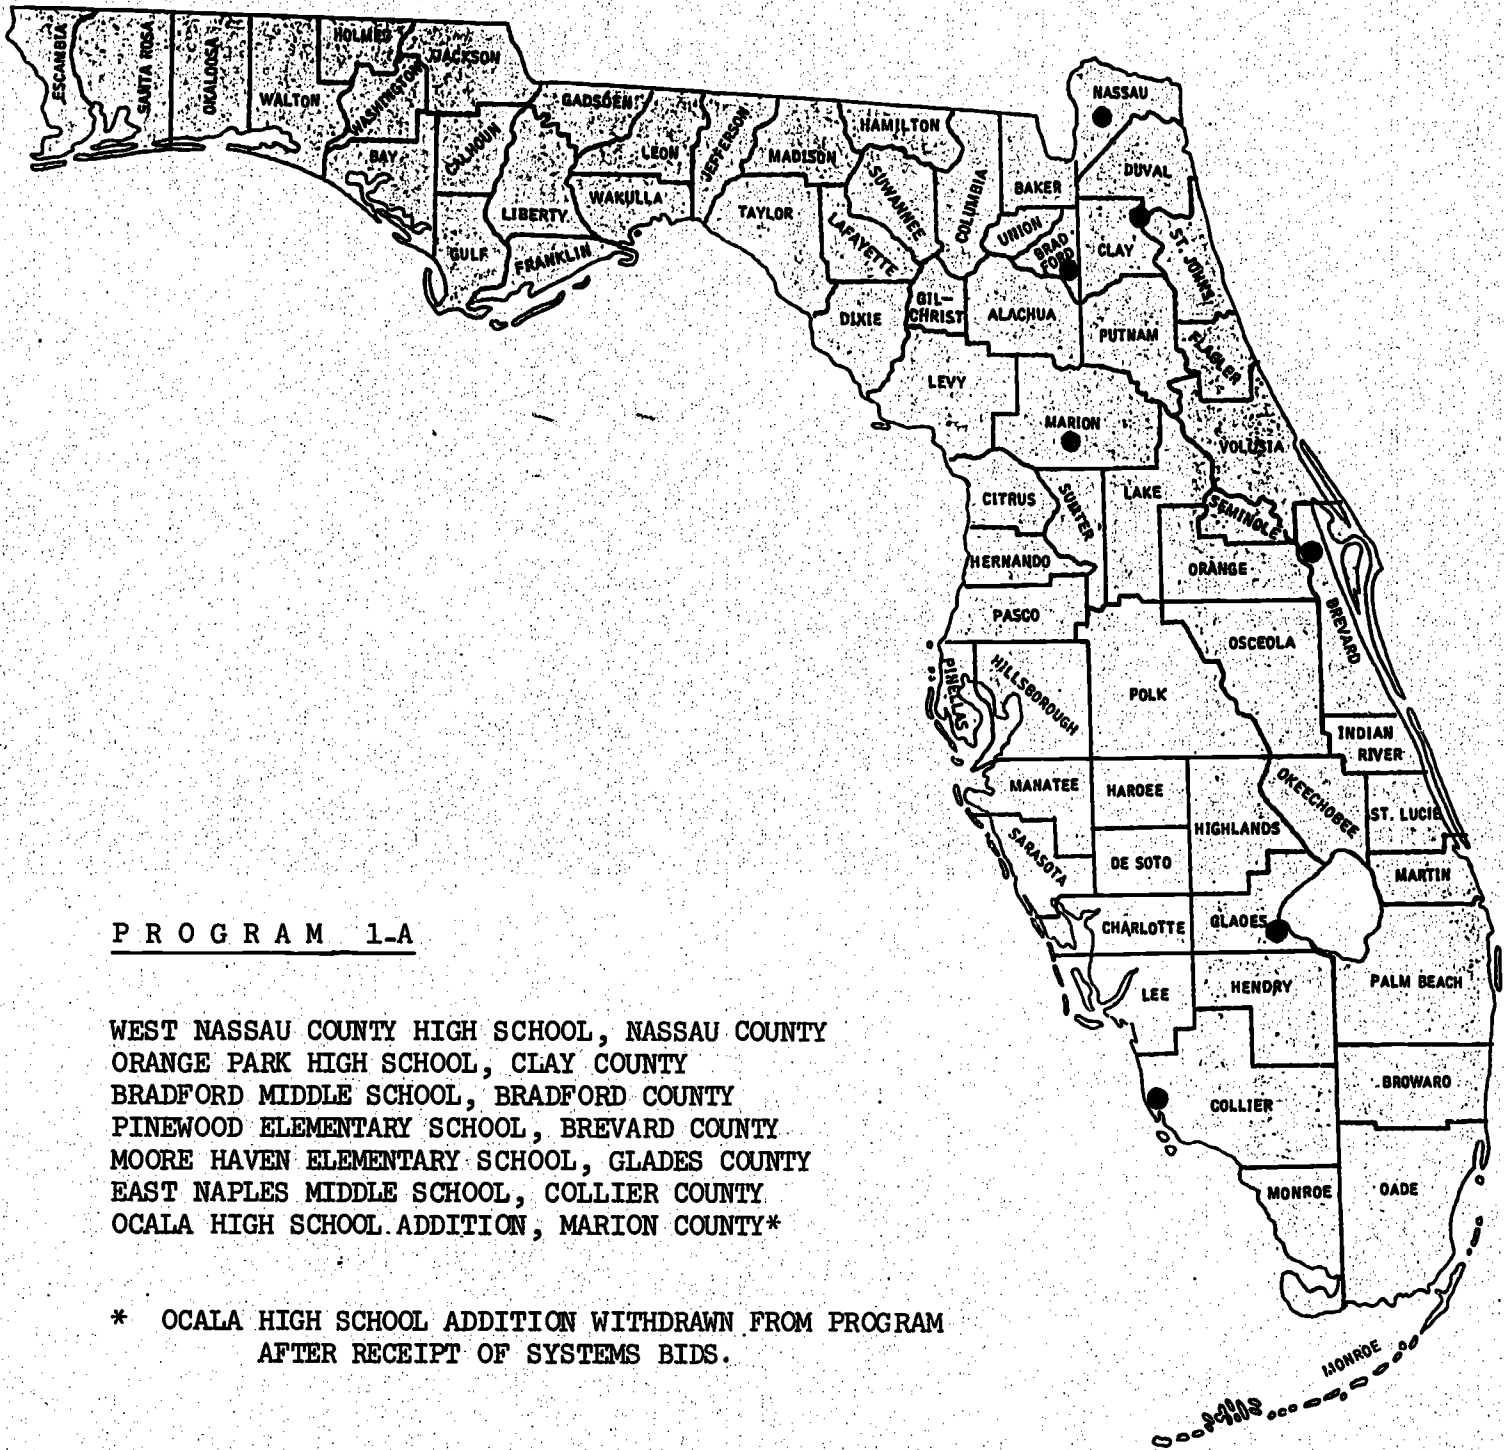 ESCAMBIA
SANTA ROSA
OKALOOSA
WALTON
HOLMES
WASHINGTON
JACKSON
BAY
CALHOUN
GULF
LIBERTY
GADSDEN
FRANKLIN
LEON
WAKULLA
JEFFERSON
MADISON
TAYLOR
HAMILTON
SUWANNEE
LAFAYETTE
COLUMBIA
DIXIE
GIL-
CHRIST
BAKER
UNION
BRAD
FORD
ALACHUA
NASSAU
DUVAL
CLAY
ST. JOHNS
PUTNAM
FLAGLER
LEVY
MARION
VOLUSIA
CITRUS
SUMTER
LAKE
SEMINOLE
HERNANDO
ORANGE
PASCO
BREVARD
OSCEOLA
PINELLAS
HILLSBOROUGH
POLK
INDIAN
RIVER
MANATEE
HARDEE
HIGHLANDS
OKEECHOBEE
ST. LUCIE
SARASOTA
DE SOTO
MARTIN
CHARLOTTE
GLADES
LEE
HENDRY
PALM BEACH
COLLIER
BROWARD
MONROE
DADE
MONROE
PROGRAM 1-A
WEST NASSAU COUNTY HIGH SCHOOL, NASSAU COUNTY
ORANGE PARK HIGH SCHOOL, CLAY COUNTY
BRADFORD MIDDLE SCHOOL, BRADFORD COUNTY
PINEWOOD ELEMENTARY SCHOOL, BREVARD COUNTY
MOORE HAVEN ELEMENTARY SCHOOL, GLADES COUNTY
EAST NAPLES MIDDLE SCHOOL, COLLIER COUNTY
OCALA HIGH SCHOOL ADDITION, MARION COUNTY*
* OCALA HIGH SCHOOL ADDITION WITHDRAWN FROM PROGRAM
AFTER RECEIPT OF SYSTEMS BIDS.